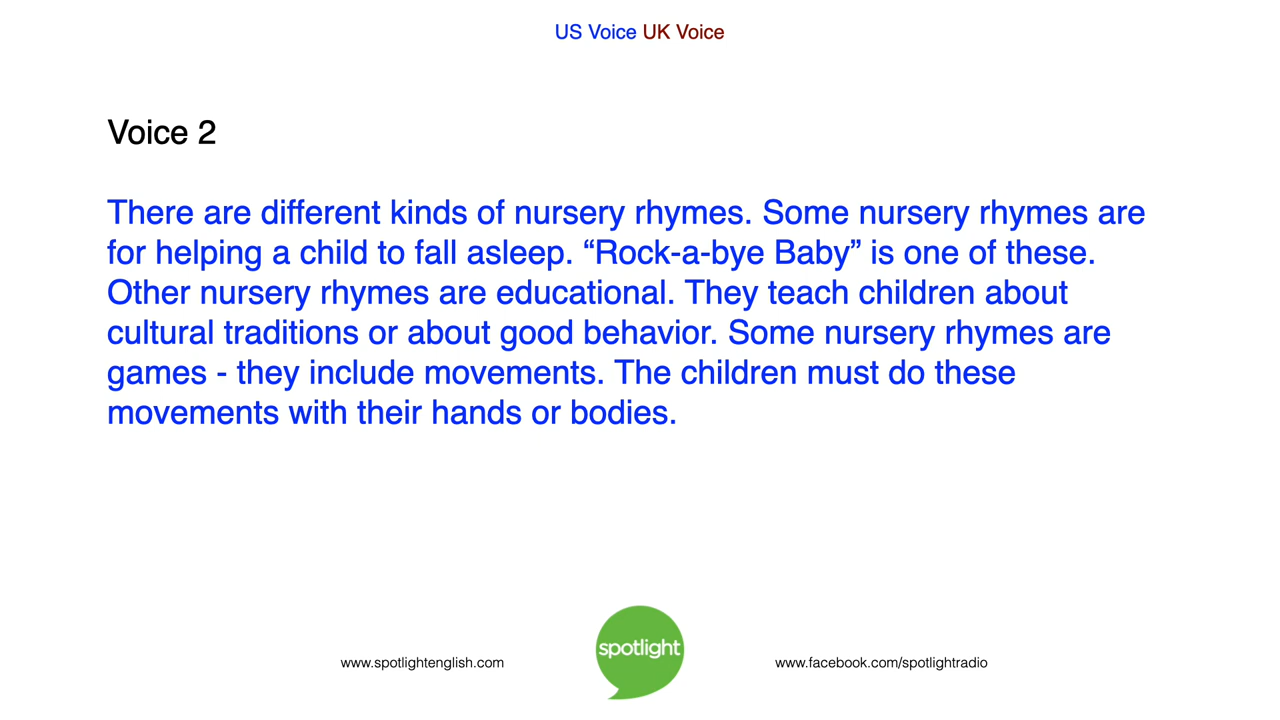 US Voice UK Voice
Voice 2
There are different kinds of nursery rhymes. Some nursery rhymes are
for helping a child to fall asleep. “Rock-a-bye Baby” is one of these.
Other nursery rhymes are educational. They teach children about
cultural traditions or about good behavior. Some nursery rhymes are
games - they include movements. The children must do these
movements with their hands or bodies.
www.spotlightenglish.com
spotlight
www.facebook.com/spotlightradio